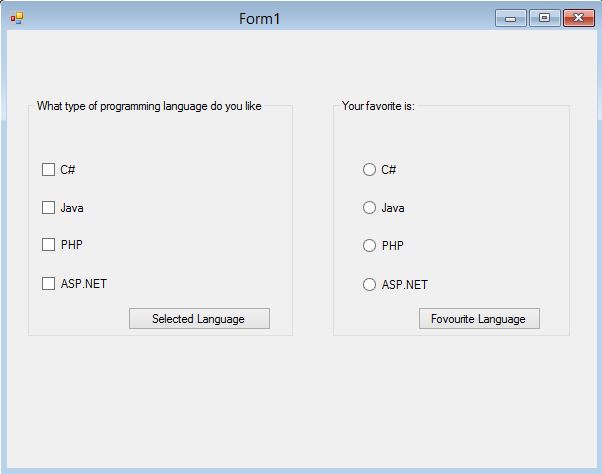 Form1
What type of programming language do you like
C#
Java
PHP
ASP.NET
Selected Language
Your favorite is:
C#
Java
PHP
ASP.NET
Fovourite Language